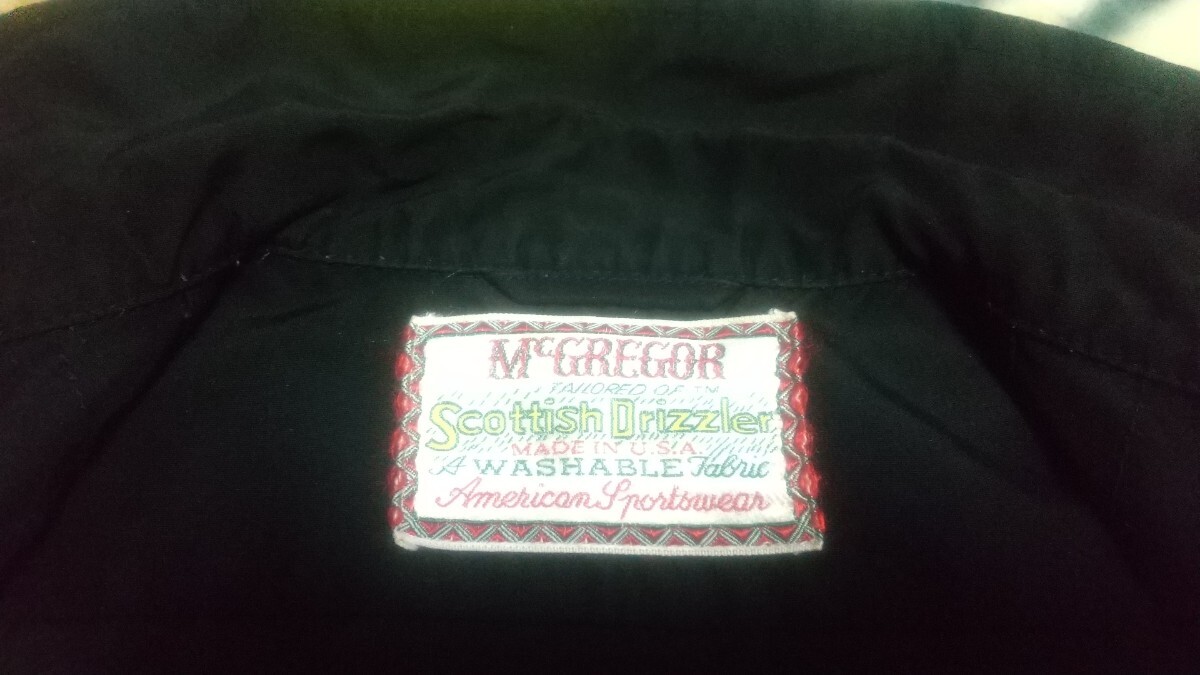 McGREGOR
TAILORED OF TM
Scottish Drizzler
MADE IN U.S.A.
A WASHABLE Fabric
American Sportswear